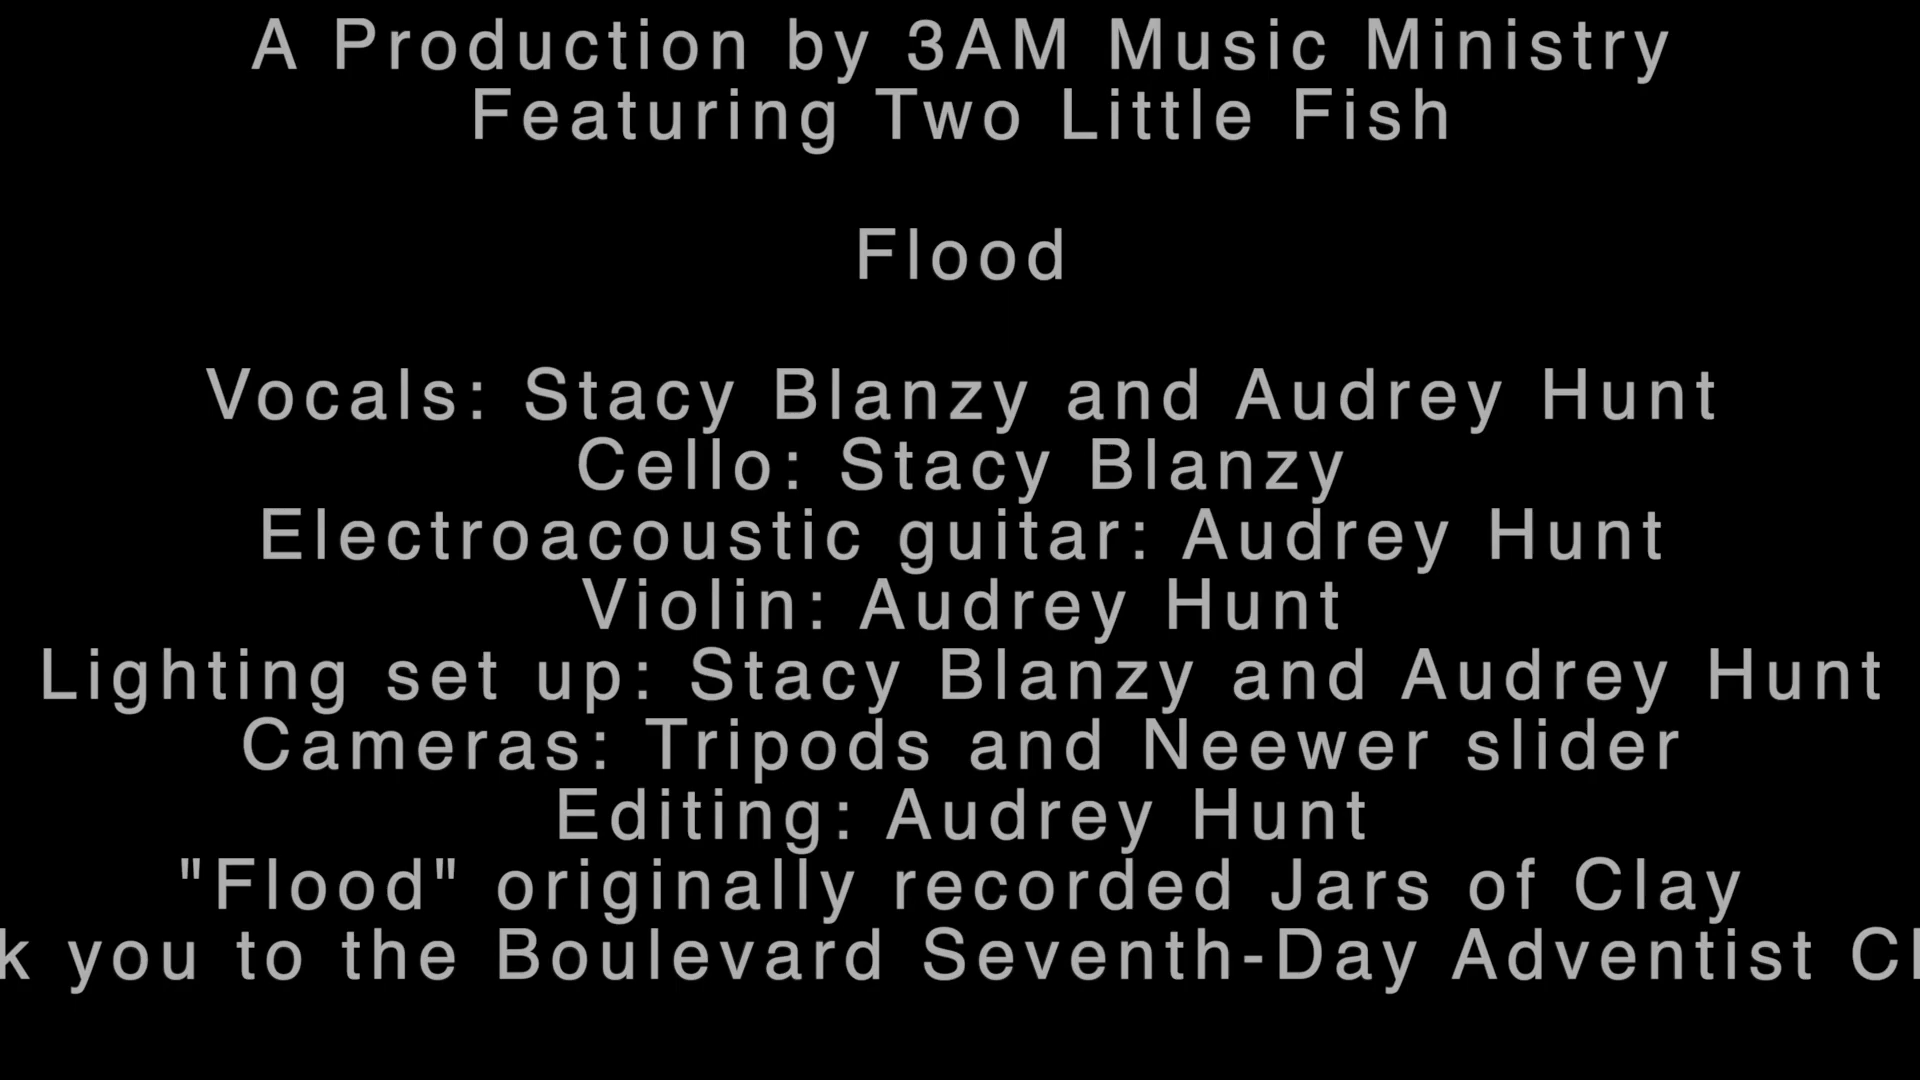 A Production by 3AM Music Ministry
Featuring Two Little Fish
Flood
Vocals: Stacy Blanzy and Audrey Hunt
Cello: Stacy Blanzy
Electroacoustic guitar: Audrey Hunt
Violin: Audrey Hunt
Lighting set up: Stacy Blanzy and Audrey Hunt
Cameras: Tripods and Neewer slider
Editing: Audrey Hunt
"Flood" originally recorded Jars of Clay
you to the Boulevard Seventh-Day Adventist